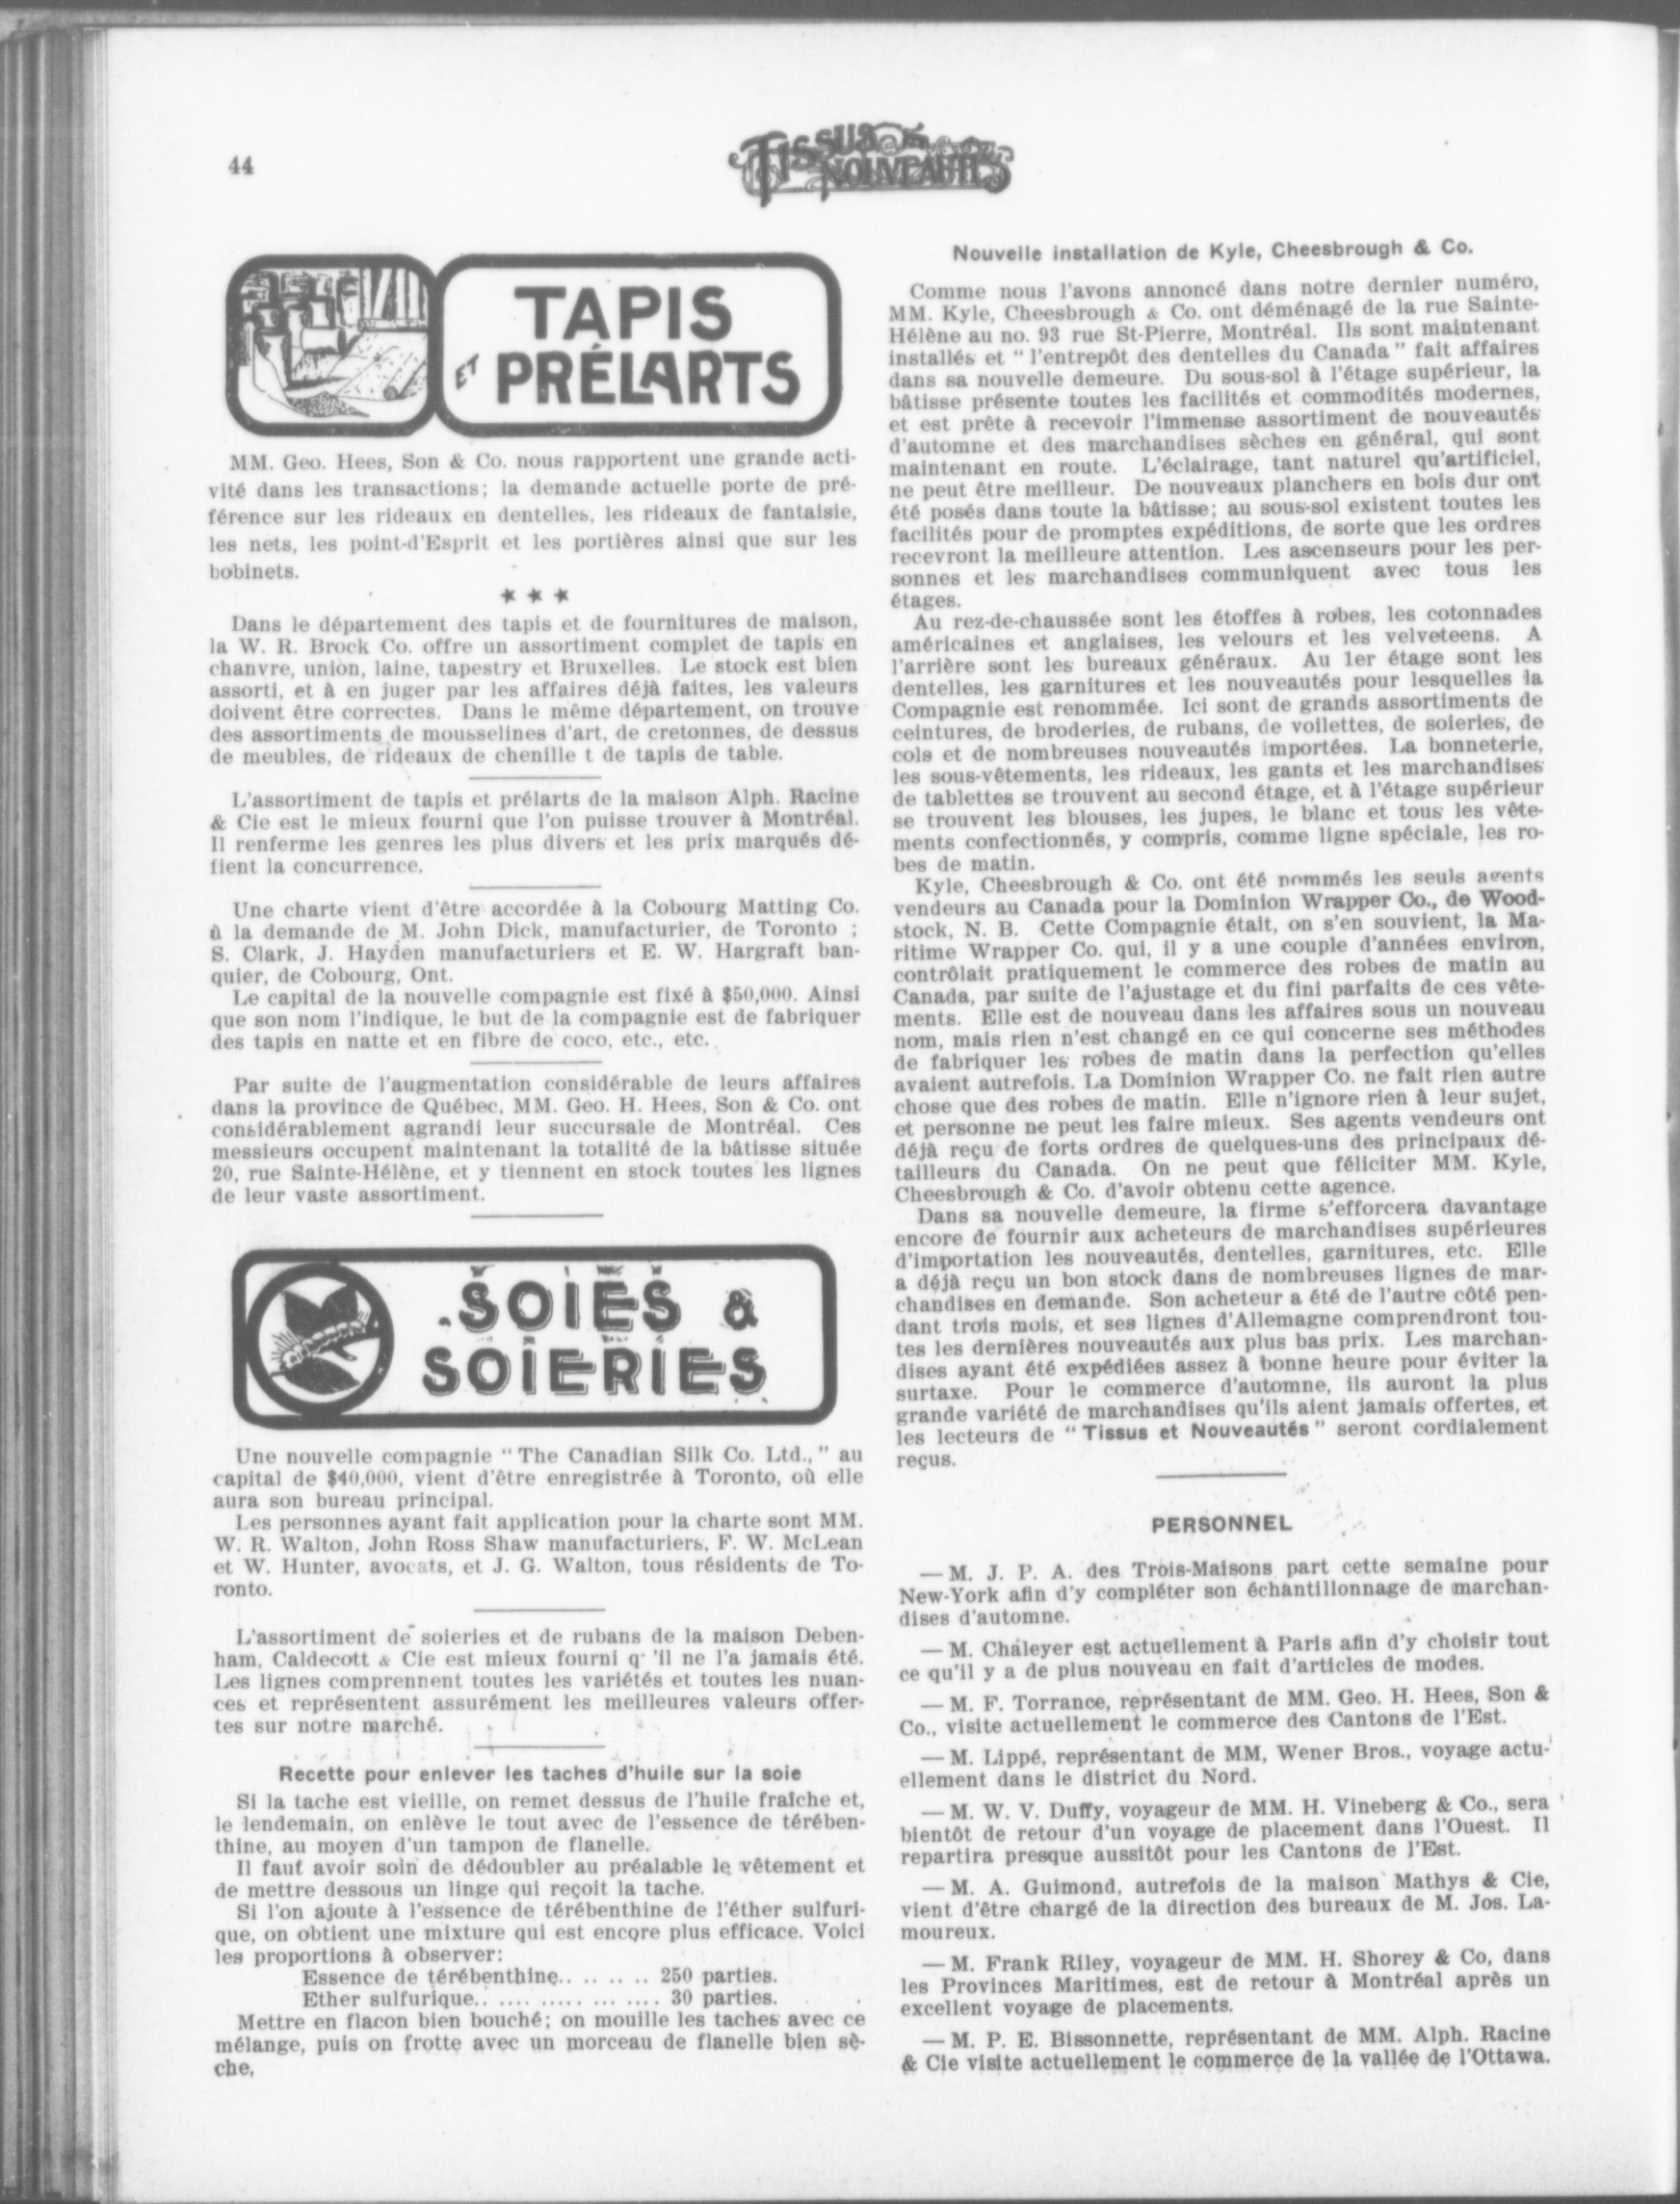 44
TISSUS & NOUVEAUTÉS
TAPIS
ET PRÉLARTS
MM. Geo. Hees, Son & Co. nous rapportent une grande acti-
vité dans les transactions; la demande actuelle porte de pré-
férence sur les rideaux en dentelles, les rideaux de fantaisie,
les nets, les point-d'Esprit et les portières ainsi que sur les
bobinets.
★ ★ ★
Dans le département des tapis et de fournitures de maison,
la W. R. Brock Co. offre un assortiment complet de tapis en
chanvre, union, laine, tapestry et Bruxelles. Le stock est bien
assorti, et à en juger par les affaires déjà faites, les valeurs
doivent être correctes. Dans le même département, on trouve
des assortiments de mousselines d'art, de cretonnes, de dessus
de meubles, de rideaux de chenille t de tapis de table.
L'assortiment de tapis et prélarts de la maison Alph. Racine
& Cie est le mieux fourni que l'on puisse trouver à Montréal.
Il renferme les genres les plus divers et les prix marqués dé-
fient la concurrence.
Une charte vient d'être accordée à la Cobourg Matting Co.
à la demande de M. John Dick, manufacturier, de Toronto ;
S. Clark, J. Hayden manufacturiers et E. W. Hargraft ban-
quier, de Cobourg, Ont.
Le capital de la nouvelle compagnie est fixé à $50,000. Ainsi
que son nom l'indique, le but de la compagnie est de fabriquer
des tapis en natte et en fibre de coco, etc., etc.
Par suite de l'augmentation considérable de leurs affaires
dans la province de Québec, MM. Geo. H. Hees, Son & Co. ont
considérablement agrandi leur succursale de Montréal. Ces
messieurs occupent maintenant la totalité de la bâtisse située
20, rue Sainte-Hélène, et y tiennent en stock toutes les lignes
de leur vaste assortiment.
SOIES &
SOIERIES
Une nouvelle compagnie " The Canadian Silk Co. Ltd., " au
capital de $40,000, vient d'être enregistrée à Toronto, où elle
aura son bureau principal.
Les personnes ayant fait application pour la charte sont MM.
W. R. Walton, John Ross Shaw manufacturiers, F. W. McLean
et W. Hunter, avocats, et J. G. Walton, tous résidents de To-
ronto.
L'assortiment de soieries et de rubans de la maison Deben-
ham, Caldecott & Cie est mieux fourni q 'il ne l'a jamais été.
Les lignes comprennent toutes les variétés et toutes les nuan-
ces et représentent assurément les meilleures valeurs offer-
tes sur notre marché.
Recette pour enlever les taches d'huile sur la soie
Si la tache est vieille, on remet dessus de l'huile fraîche et,
le lendemain, on enlève le tout avec de l'essence de térében-
thine, au moyen d'un tampon de flanelle.
Il faut avoir soin de dédoubler au préalable le vêtement et
de mettre dessous un linge qui reçoit la tache.
Si l'on ajoute à l'essence de térébenthine de l'éther sulfuri-
que, on obtient une mixture qui est encore plus efficace. Voici
les proportions à observer:
Essence de térébenthine.. .. .. .. 250 parties.
Ether sulfurique.. .... ..... ... .... 30 parties.
Mettre en flacon bien bouché; on mouille les taches avec ce
mélange, puis on frotte avec un morceau de flanelle bien sè-
che,
Nouvelle installation de Kyle, Cheesbrough & Co.
Comme nous l'avons annoncé dans notre dernier numéro,
MM. Kyle, Cheesbrough & Co. ont déménagé de la rue Sainte-
Hélène au no. 93 rue St-Pierre, Montréal. Ils sont maintenant
installés et " l'entrepôt des dentelles du Canada " fait affaires
dans sa nouvelle demeure. Du sous-sol à l'étage supérieur, la
bâtisse présente toutes les facilités et commodités modernes,
et est prête à recevoir l'immense assortiment de nouveautés
d'automne et des marchandises sèches en général, qui sont
maintenant en route. L'éclairage, tant naturel qu'artificiel,
ne peut être meilleur. De nouveaux planchers en bois dur ont
été posés dans toute la bâtisse; au sous-sol existent toutes les
facilités pour de promptes expéditions, de sorte que les ordres
recevront la meilleure attention. Les ascenseurs pour les per-
sonnes et les marchandises communiquent avec tous les
étages.
Au rez-de-chaussée sont les étoffes à robes, les cotonnades
américaines et anglaises, les velours et les velveteens. A
l'arrière sont les bureaux généraux. Au 1er étage sont les
dentelles, les garnitures et les nouveautés pour lesquelles la
Compagnie est renommée. Ici sont de grands assortiments de
ceintures, de broderies, de rubans, de voilettes, de soieries, de
cols et de nombreuses nouveautés importées. La bonneterie,
les sous-vêtements, les rideaux, les gants et les marchandises
de tablettes se trouvent au second étage, et à l'étage supérieur
se trouvent les blouses, les jupes, le blanc et tous les vête-
ments confectionnés, y compris, comme ligne spéciale, les ro-
bes de matin.
Kyle, Cheesbrough & Co. ont été nommés les seuls agents
vendeurs au Canada pour la Dominion Wrapper Co., de Wood-
stock, N. B. Cette Compagnie était, on s'en souvient, la Ma-
ritime Wrapper Co. qui, il y a une couple d'années environ,
contrôlait pratiquement le commerce des robes de matin au
Canada, par suite de l'ajustage et du fini parfaits de ces vête-
ments. Elle est de nouveau dans les affaires sous un nouveau
nom, mais rien n'est changé en ce qui concerne ses méthodes
de fabriquer les robes de matin dans la perfection qu'elles
avaient autrefois. La Dominion Wrapper Co. ne fait rien autre
chose que des robes de matin. Elle n'ignore rien à leur sujet,
et personne ne peut les faire mieux. Ses agents vendeurs ont
déjà reçu de forts ordres de quelques-uns des principaux dé-
tailleurs du Canada. On ne peut que féliciter MM. Kyle,
Cheesbrough & Co. d'avoir obtenu cette agence.
Dans sa nouvelle demeure, la firme s'efforcera davantage
encore de fournir aux acheteurs de marchandises supérieures
d'importation les nouveautés, dentelles, garnitures, etc. Elle
a déjà reçu un bon stock dans de nombreuses lignes de mar-
chandises en demande. Son acheteur a été de l'autre côté pen-
dant trois mois, et ses lignes d'Allemagne comprendront tou-
tes les dernières nouveautés aux plus bas prix. Les marchan-
dises ayant été expédiées assez à bonne heure pour éviter la
surtaxe. Pour le commerce d'automne, ils auront la plus
grande variété de marchandises qu'ils aient jamais offertes, et
les lecteurs de " Tissus et Nouveautés " seront cordialement
reçus.
PERSONNEL
— M. J. P. A. des Trois-Maisons part cette semaine pour
New-York afin d'y compléter son échantillonnage de marchan-
dises d'automne.
— M. Chaleyer est actuellement à Paris afin d'y choisir tout
ce qu'il y a de plus nouveau en fait d'articles de modes.
— M. F. Torrance, représentant de MM. Geo. H. Hees, Son &
Co., visite actuellement le commerce des Cantons de l'Est.
— M. Lippé, représentant de MM, Wener Bros., voyage actu-
ellement dans le district du Nord.
— M. W. V. Duffy, voyageur de MM. H. Vineberg & Co., sera
bientôt de retour d'un voyage de placement dans l'Ouest. Il
repartira presque aussitôt pour les Cantons de l'Est.
— M. A. Guimond, autrefois de la maison Mathys & Cie,
vient d'être chargé de la direction des bureaux de M. Jos. La-
moureux.
— M. Frank Riley, voyageur de MM. H. Shorey & Co, dans
les Provinces Maritimes, est de retour à Montréal après un
excellent voyage de placements.
— M. P. E. Bissonnette, représentant de MM. Alph. Racine
& Cie visite actuellement le commerce de la vallée de l'Ottawa.